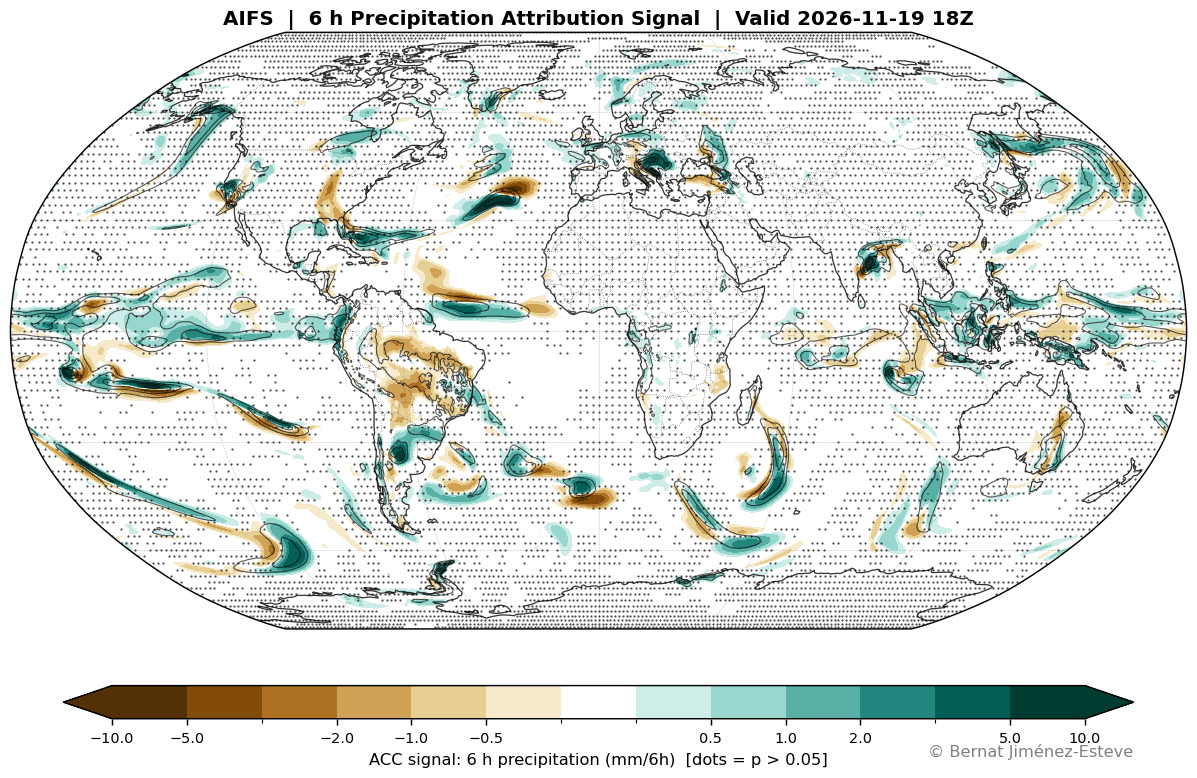 AIFS | 6 h Precipitation Attribution Signal | Valid 2026-11-19 18Z
−10.0 −5.0 −2.0 −1.0 −0.5 0.5 1.0 2.0 5.0 10.0
ACC signal: 6 h precipitation (mm/6h) [dots = p > 0.05]
© Bernat Jiménez-Esteve